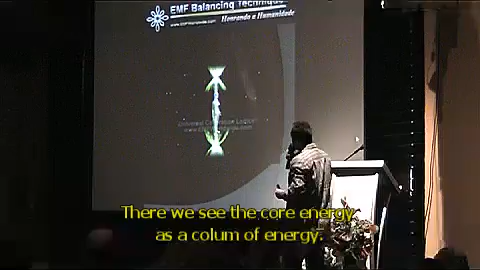 EMF Balancing Technique
Honrando a Humanidade
There we see the core energy
as a colum of energy.